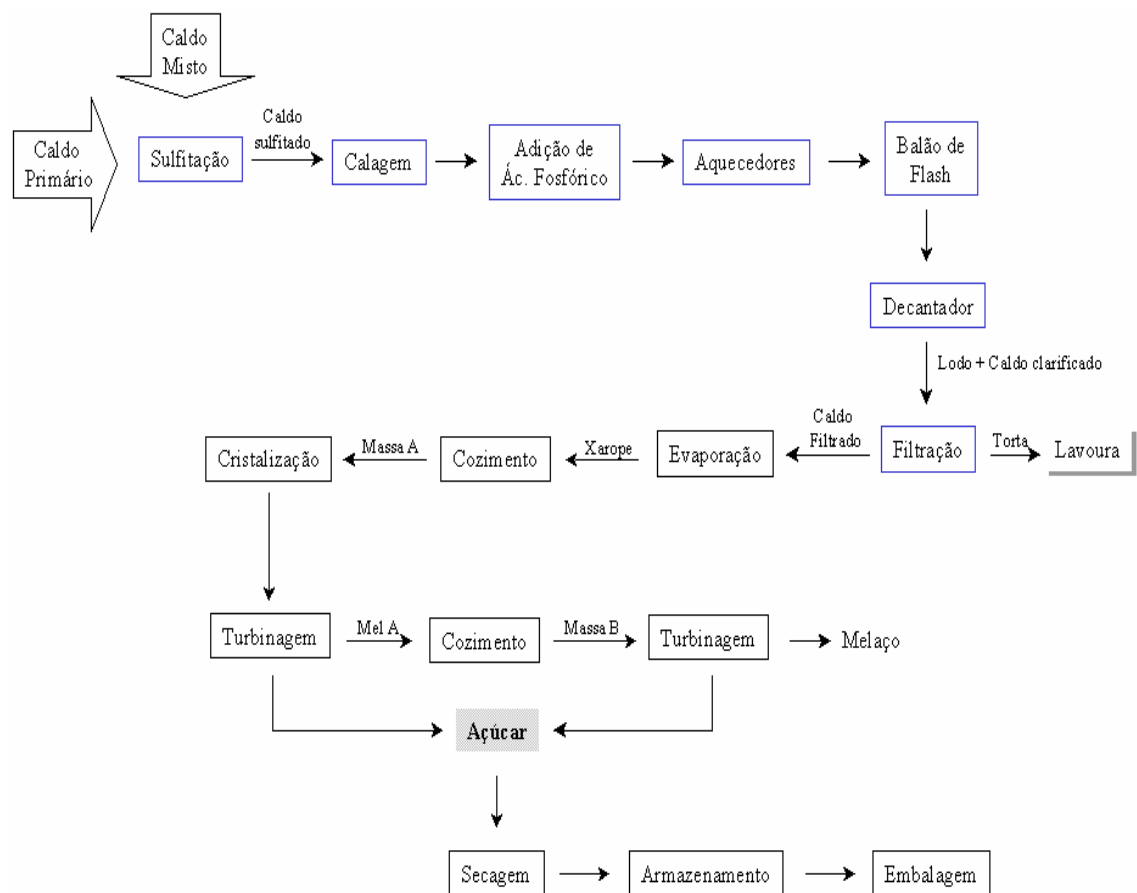 Caldo
Misto
Caldo
Primário
Sulfitação
Caldo
sulfitado
Calagem
Adição de
Ác. Fosfórico
Aquecedores
Balão de
Flash
Decantador
Lodo + Caldo clarificado
Filtração
Torta
Lavoura
Caldo
Filtrado
Evaporação
Xarope
Cozimento
Massa A
Cristalização
Turbinagem
Mel A
Cozimento
Massa B
Turbinagem
Melaço
Açúcar
Secagem
Armazenamento
Embalagem